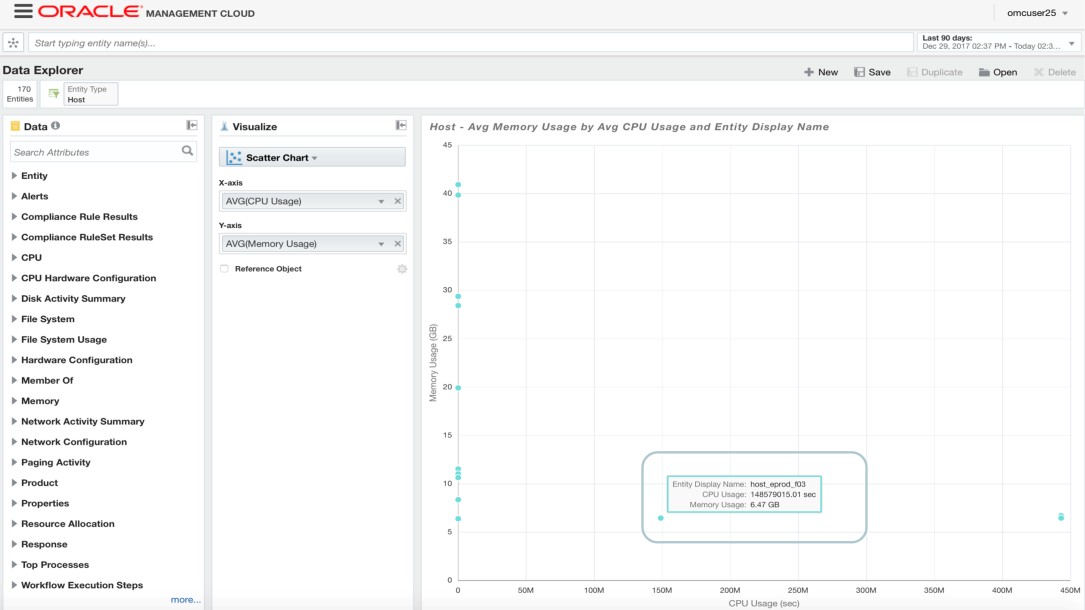 ORACLE MANAGEMENT CLOUD
omcuser25
Start typing entity name(s)...
Last 90 days:
Dec 29, 2017 02:37 PM - Today 02:3...
Data Explorer
New Save Duplicate Open Delete
170
Entities
Entity Type
Host
Data
Search Attributes
Entity
Alerts
Compliance Rule Results
Compliance RuleSet Results
CPU
CPU Hardware Configuration
Disk Activity Summary
File System
File System Usage
Hardware Configuration
Member Of
Memory
Network Activity Summary
Network Configuration
Paging Activity
Product
Properties
Resource Allocation
Response
Top Processes
Workflow Execution Steps
more...
Visualize
Scatter Chart
X-axis
AVG(CPU Usage)
Y-axis
AVG(Memory Usage)
Reference Object
Host - Avg Memory Usage by Avg CPU Usage and Entity Display Name
45
40
35
30
25
20
15
10
5
0
Memory Usage (GB)
Entity Display Name: host_eprod_f03
CPU Usage: 148579015.01 sec
Memory Usage: 6.47 GB
0 50M 100M 150M 200M 250M 300M 350M 400M 450M
CPU Usage (sec)